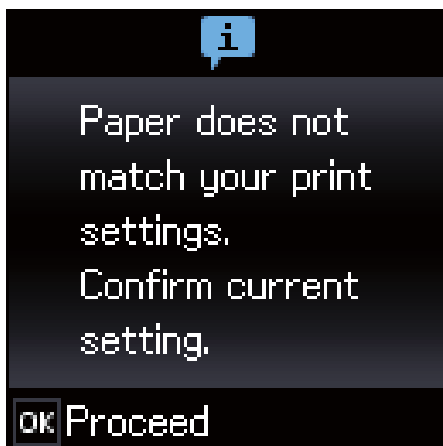 i
Paper does not
match your print
settings.
Confirm current
setting.
OK Proceed